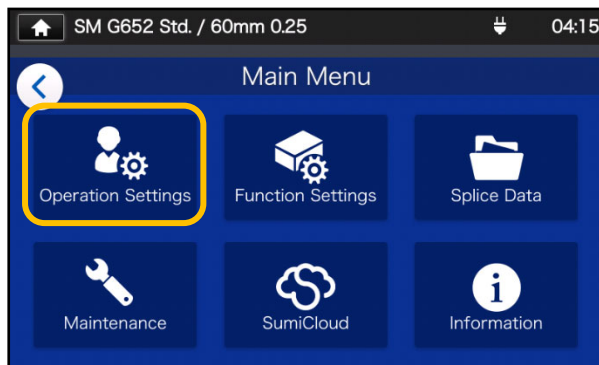 SM G652 Std. / 60mm 0.25 04:15
Main Menu
Operation Settings Function Settings Splice Data
Maintenance SumiCloud Information